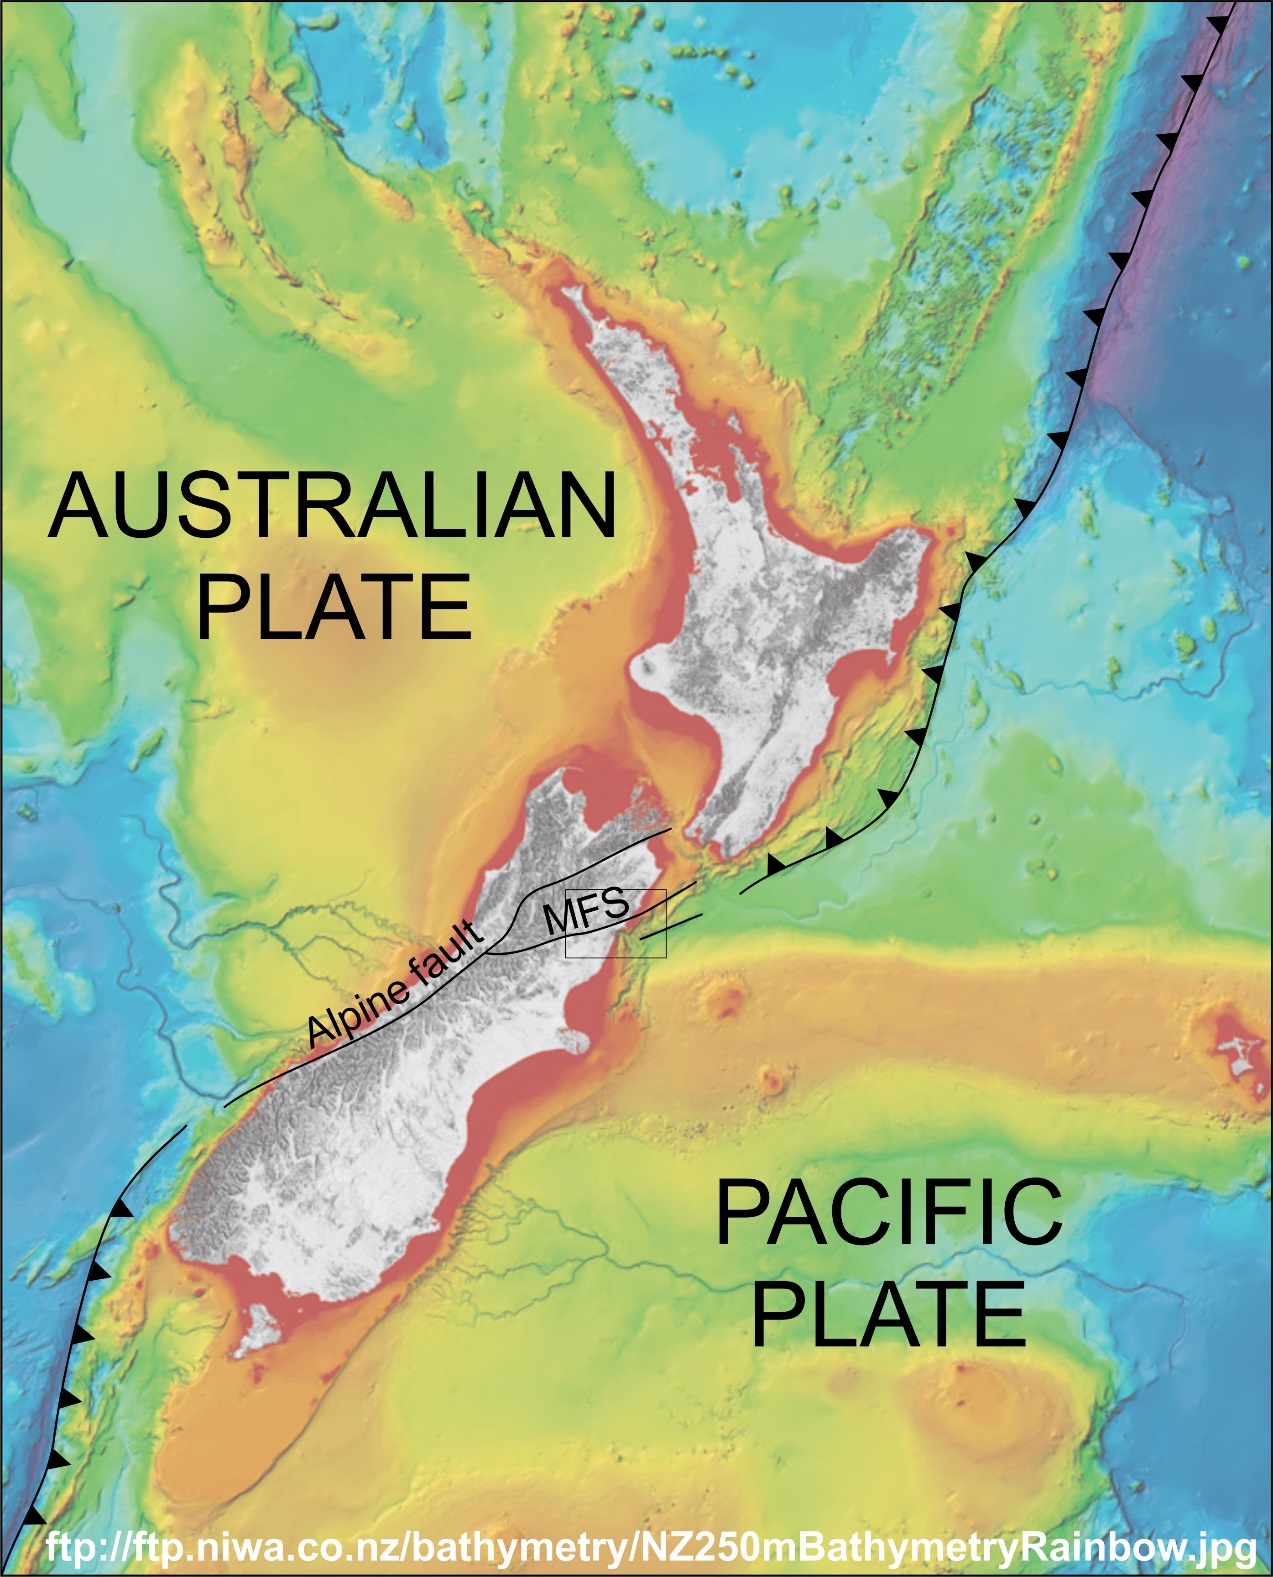 AUSTRALIAN
PLATE
MFS
Alpine fault
PACIFIC
PLATE
ftp://ftp.niwa.co.nz/bathymetry/NZ250mBathymetryRainbow.jpg